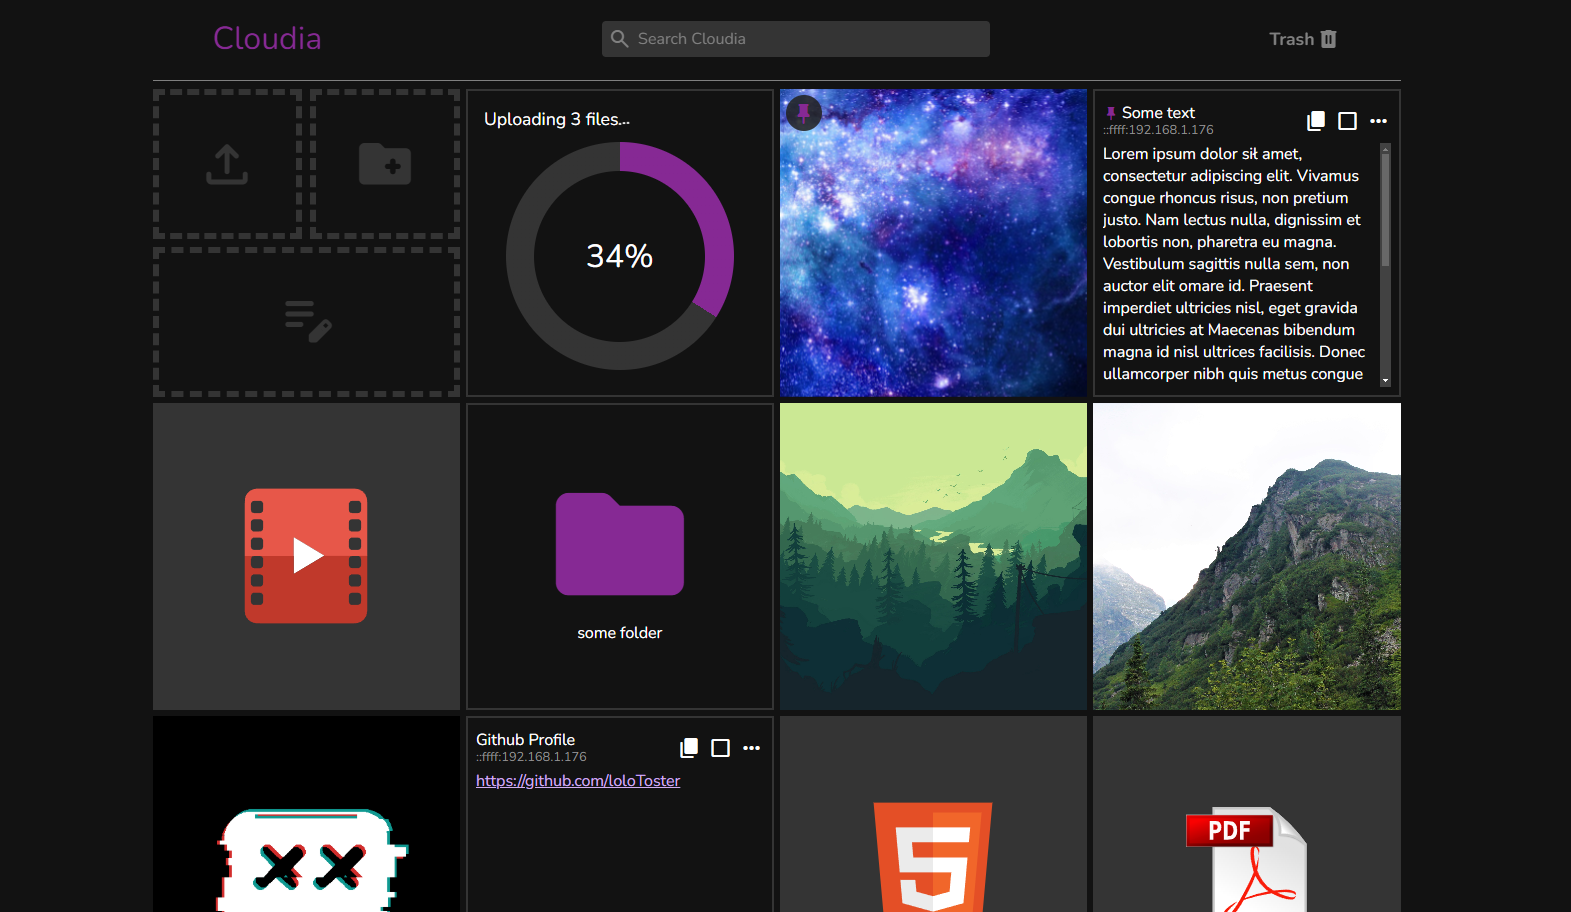 Cloudia
Search Cloudia
Trash
Uploading 3 files...
34%
Some text
::ffff:192.168.1.176
Lorem ipsum dolor sit amet,
consectetur adipiscing elit. Vivamus
congue rhoncus risus, non pretium
justo. Nam lectus nulla, dignissim et
lobortis non, pharetra eu magna.
Vestibulum sagittis nulla sem, non
auctor elit ornare id. Praesent
imperdiet ultricies nisl, eget gravida
dui ultricies at Maecenas bibendum
magna id nisl ultrices facilisis. Donec
ullamcorper nibh quis metus congue
some folder
Github Profile
::ffff:192.168.1.176
https://github.com/loloToster
5
PDF